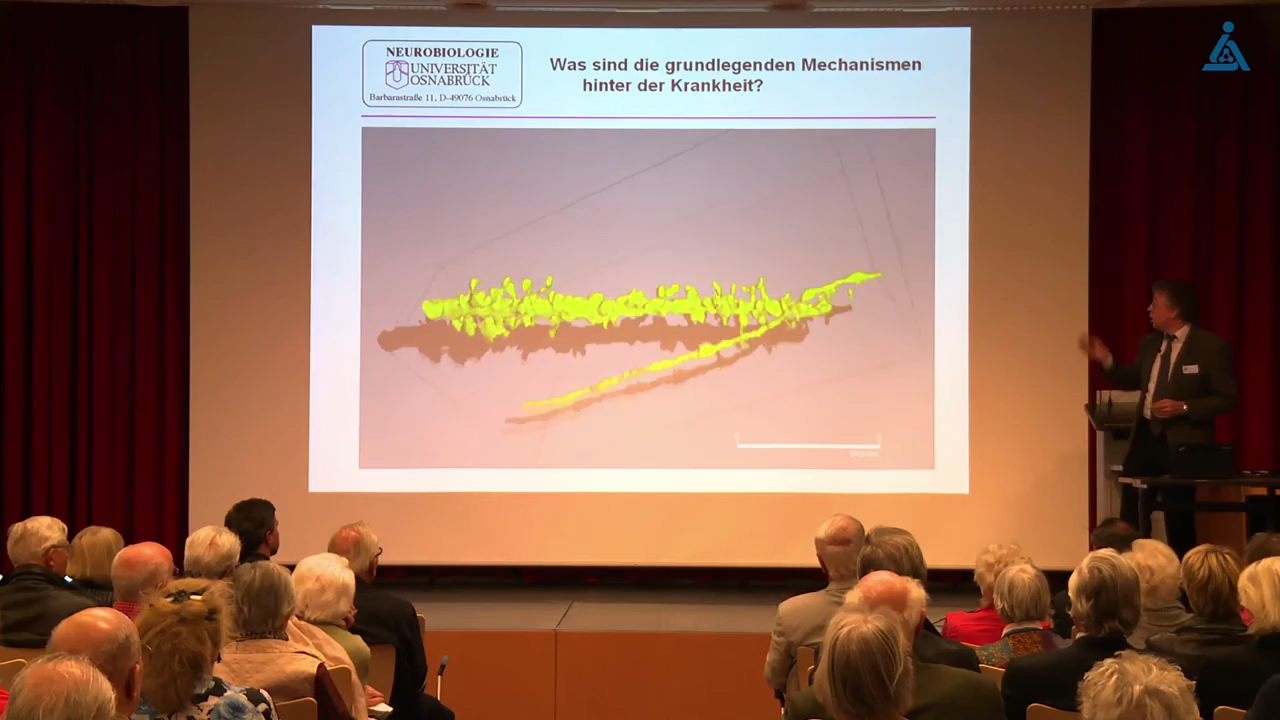 NEUROBIOLOGIE
UNIVERSITÄT
OSNABRÜCK
Barbarastraße 11, D-49076 Osnabrück
Was sind die grundlegenden Mechanismen
hinter der Krankheit?